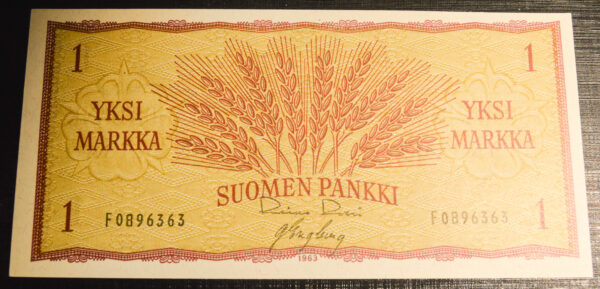 1 1
YKSI MARKKA
YKSI MARKKA
SUOMEN PANKKI
1 F0896363 F0896363 1
1963